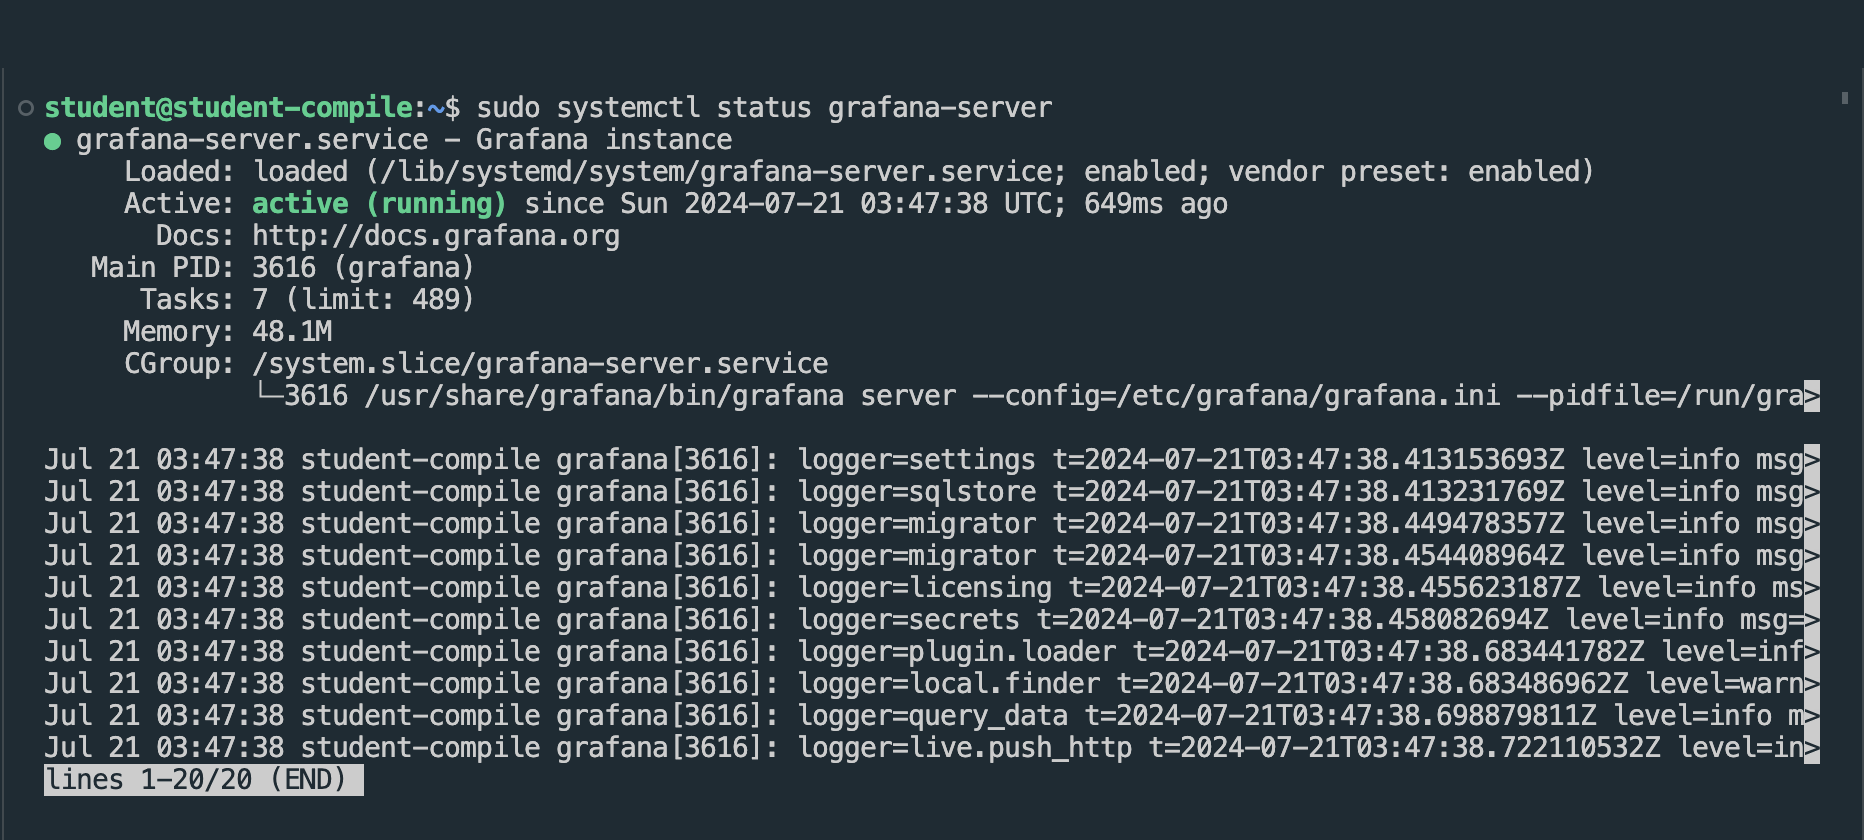 student@student-compile:~$ sudo systemctl status grafana-server
● grafana-server.service - Grafana instance
Loaded: loaded (/lib/systemd/system/grafana-server.service; enabled; vendor preset: enabled)
Active: active (running) since Sun 2024-07-21 03:47:38 UTC; 649ms ago
Docs: http://docs.grafana.org
Main PID: 3616 (grafana)
Tasks: 7 (limit: 489)
Memory: 48.1M
CGroup: /system.slice/grafana-server.service
└─3616 /usr/share/grafana/bin/grafana server --config=/etc/grafana/grafana.ini --pidfile=/run/gra>
Jul 21 03:47:38 student-compile grafana[3616]: logger=settings t=2024-07-21T03:47:38.413153693Z level=info msg>
Jul 21 03:47:38 student-compile grafana[3616]: logger=sqlstore t=2024-07-21T03:47:38.413231769Z level=info msg>
Jul 21 03:47:38 student-compile grafana[3616]: logger=migrator t=2024-07-21T03:47:38.449478357Z level=info msg>
Jul 21 03:47:38 student-compile grafana[3616]: logger=migrator t=2024-07-21T03:47:38.454408964Z level=info msg>
Jul 21 03:47:38 student-compile grafana[3616]: logger=licensing t=2024-07-21T03:47:38.455623187Z level=info ms>
Jul 21 03:47:38 student-compile grafana[3616]: logger=secrets t=2024-07-21T03:47:38.458082694Z level=info msg=>
Jul 21 03:47:38 student-compile grafana[3616]: logger=plugin.loader t=2024-07-21T03:47:38.683441782Z level=inf>
Jul 21 03:47:38 student-compile grafana[3616]: logger=local.finder t=2024-07-21T03:47:38.683486962Z level=warn>
Jul 21 03:47:38 student-compile grafana[3616]: logger=query_data t=2024-07-21T03:47:38.698879811Z level=info m>
Jul 21 03:47:38 student-compile grafana[3616]: logger=live.push_http t=2024-07-21T03:47:38.722110532Z level=in>
lines 1-20/20 (END)